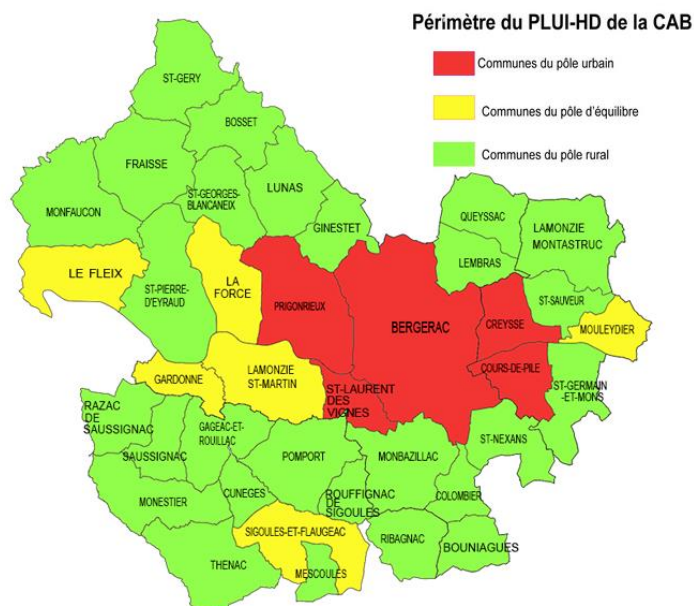 Périmètre du PLUI-HD de la CAB
Communes du pôle urbain
Communes du pôle d'équilibre
Communes du pôle rural
ST-GERY
BOSSET
FRAISSE
LUNAS
ST-GEORGES-
BLANCANEIX
MONFAUCON
GINESTET
QUEYSSAC
LAMONZIE
MONTASTRUC
LEMBRAS
LE FLEIX
LA
FORCE
ST-PIERRE-
D'EYRAUD
PRIGONRIEUX
BERGERAC
CREYSSE
ST-SAUVEUR
MOULEYDIER
COURS-DE-PILE
GARDONNE
LAMONZIE
ST-MARTIN
ST-LAURENT
DES
VIGNES
ST-GERMAIN
-ET-MONS
RAZAC
DE
SAUSSIGNAC
GAGEAC-ET-
ROUILLAC
SAUSSIGNAC
POMPORT
MONBAZILLAC
ST-NEXANS
MONESTIER
CUNEGES
ROUFFIGNAC
DE
SIGOULES
COLOMBIER
SIGOULES-ET-FLAUGEAC
RIBAGNAC
BOUNIAGUES
THENAC
MESCOULES